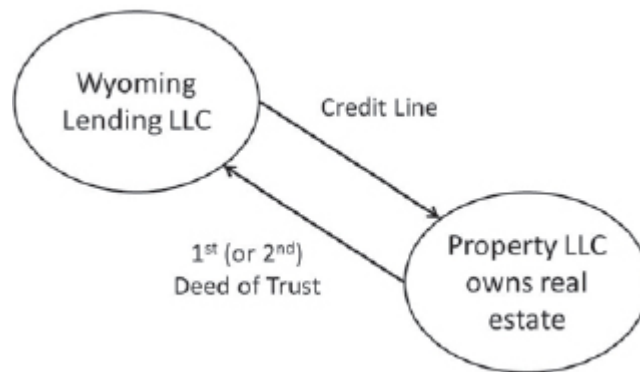 Wyoming
Lending LLC
Credit Line
1st (or 2nd)
Deed of Trust
Property LLC
owns real
estate